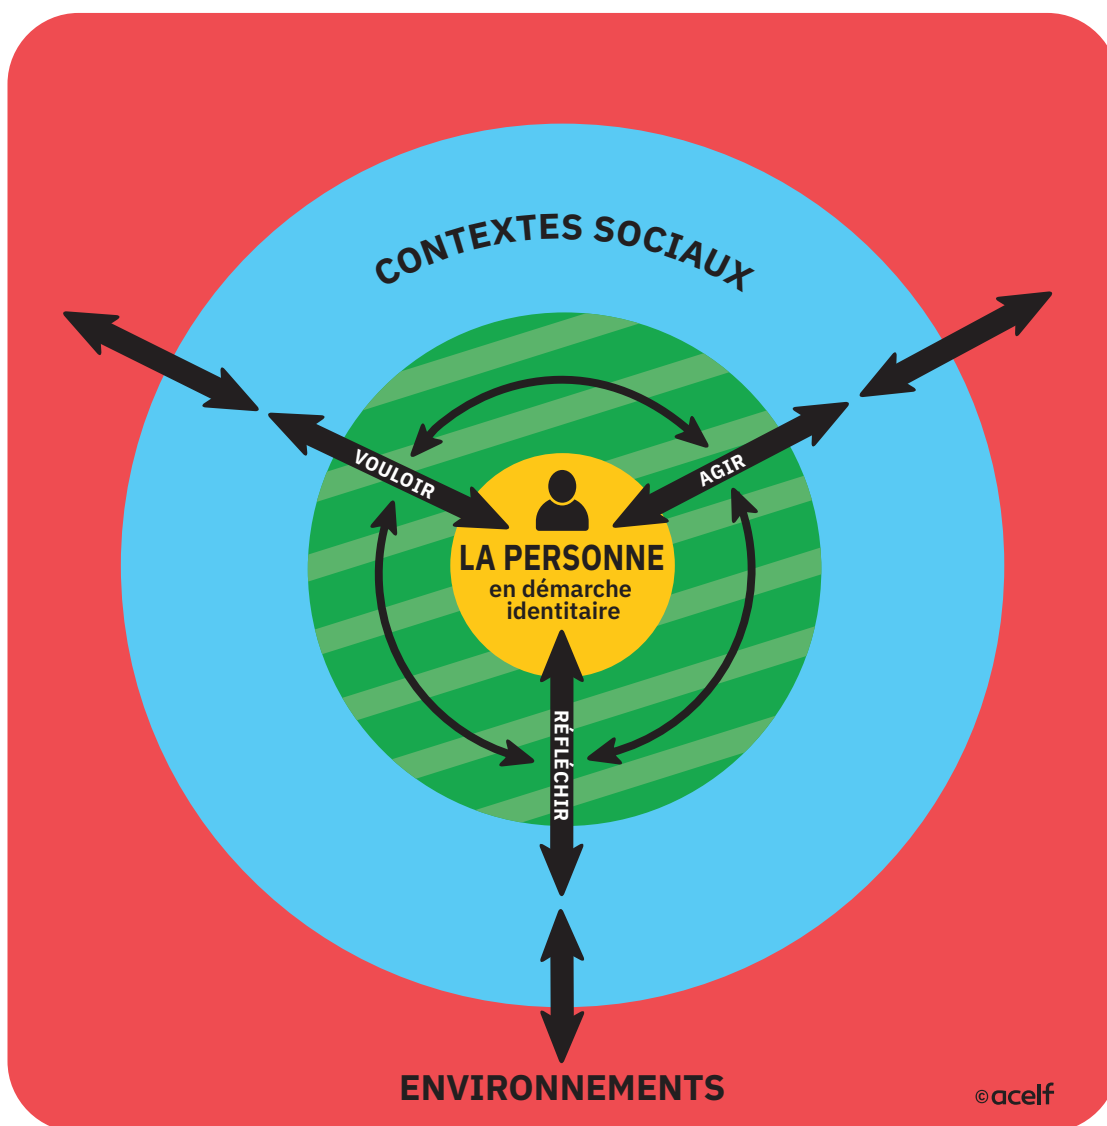 CONTEXTES SOCIAUX
VOULOIR
AGIR
LA PERSONNE
en démarche
identitaire
RÉFLÉCHIR
ENVIRONNEMENTS
©acelf